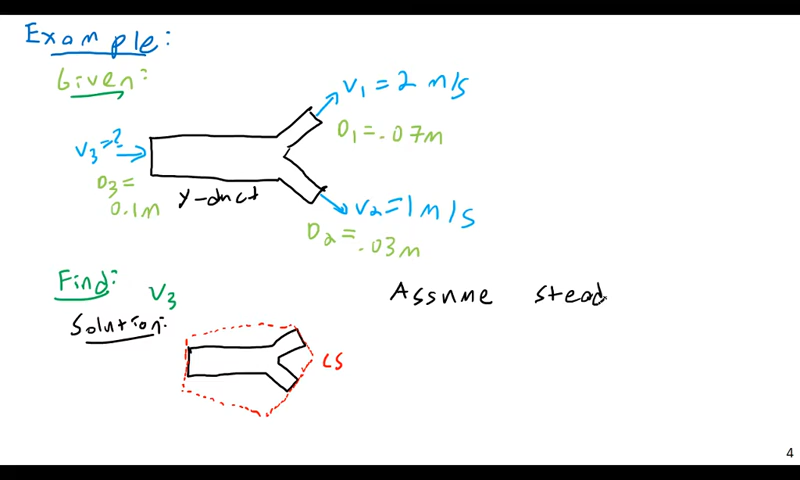 Example:
Given:
V1 = 2 m/s
D1 = .07m
V3 = ?
D3 =
0.1m
Y-duct
V2 = 1 m/s
D2 =
.03m
Find: V3
Assume stead
Solution:
CS
4